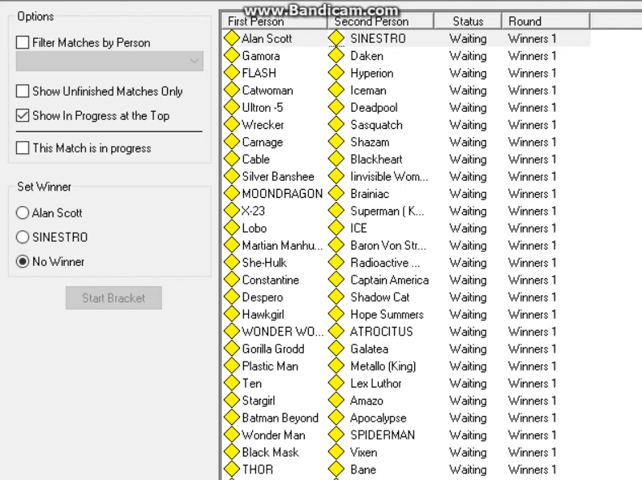 www.Bandicam.com
Options
Filter Matches by Person
Show Unfinished Matches Only
Show In Progress at the Top
This Match is in progress
Set Winner
Alan Scott
SINESTRO
No Winner
Start Bracket
First Person Second Person Status Round
Alan Scott SINESTRO Waiting Winners 1
Gamora Daken Waiting Winners 1
FLASH Hyperion Waiting Winners 1
Catwoman Iceman Waiting Winners 1
Ultron -5 Deadpool Waiting Winners 1
Wrecker Sasquatch Waiting Winners 1
Carnage Shazam Waiting Winners 1
Cable Blackheart Waiting Winners 1
Silver Banshee Iinvisible Wom... Waiting Winners 1
MOONDRAGON Brainiac Waiting Winners 1
X-23 Superman ( K... Waiting Winners 1
Lobo ICE Waiting Winners 1
Martian Manhu... Baron Von Str... Waiting Winners 1
She-Hulk Radioactive ... Waiting Winners 1
Constantine Captain America Waiting Winners 1
Despero Shadow Cat Waiting Winners 1
Hawkgirl Hope Summers Waiting Winners 1
WONDER WO... ATROCITUS Waiting Winners 1
Gorilla Grodd Galatea Waiting Winners 1
Plastic Man Metallo (King) Waiting Winners 1
Ten Lex Luthor Waiting Winners 1
Stargirl Amazo Waiting Winners 1
Batman Beyond Apocalypse Waiting Winners 1
Wonder Man SPIDERMAN Waiting Winners 1
Black Mask Vixen Waiting Winners 1
THOR Bane Waiting Winners 1